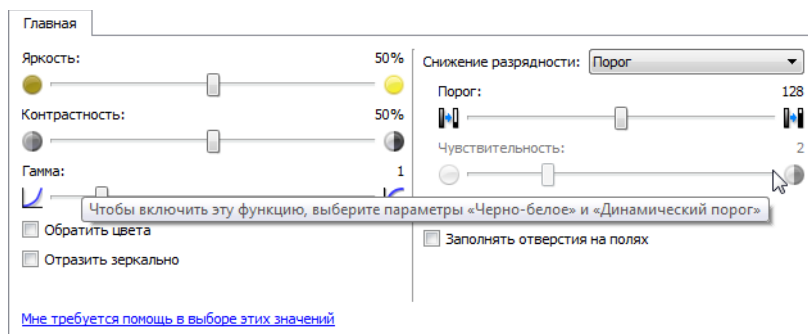 Главная
Яркость: 50%
Контрастность: 50%
Гамма: 1
Чтобы включить эту функцию, выберите параметры «Черно-белое» и «Динамический порог»
Обратить цвета
Отразить зеркально
Мне требуется помощь в выборе этих значений
Снижение разрядности: Порог
Порог: 128
Чувствительность: 2
Заполнять отверстия на полях